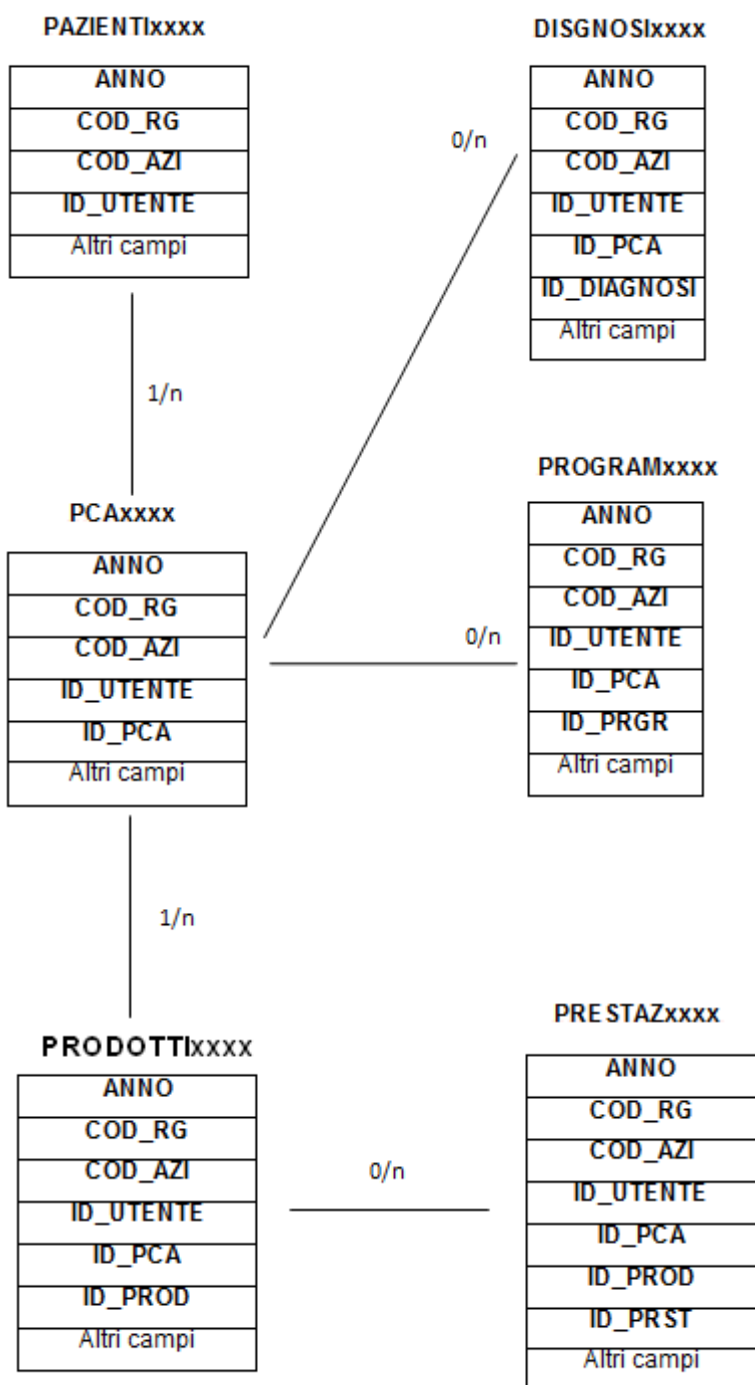 PAZIENTIxxxx
ANNO
COD_RG
COD_AZI
ID_UTENTE
Altri campi
1/n
DISGNOSIxxxx
ANNO
COD_RG
COD_AZI
ID_UTENTE
ID_PCA
ID_DIAGNOSI
Altri campi
0/n
PCAxxxx
ANNO
COD_RG
COD_AZI
ID_UTENTE
ID_PCA
Altri campi
0/n
PROGRAMxxxx
ANNO
COD_RG
COD_AZI
ID_UTENTE
ID_PCA
ID_PRGR
Altri campi
1/n
PRODOTTIxxxx
ANNO
COD_RG
COD_AZI
ID_UTENTE
ID_PCA
ID_PROD
Altri campi
0/n
PRESTAZxxxx
ANNO
COD_RG
COD_AZI
ID_UTENTE
ID_PCA
ID_PROD
ID_PRST
Altri campi